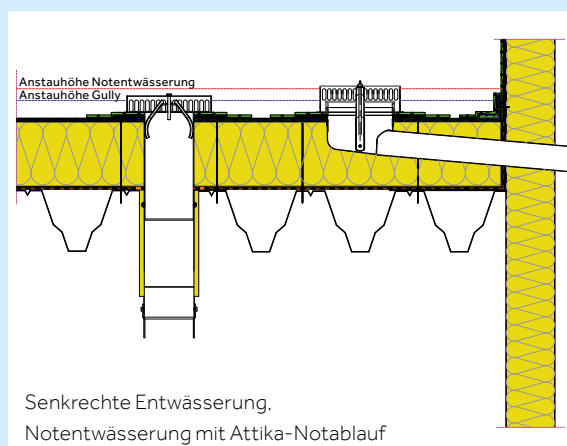 Anstauhöhe Notentwässerung
Anstauhöhe Gully
Senkrechte Entwässerung,
Notentwässerung mit Attika-Notablauf